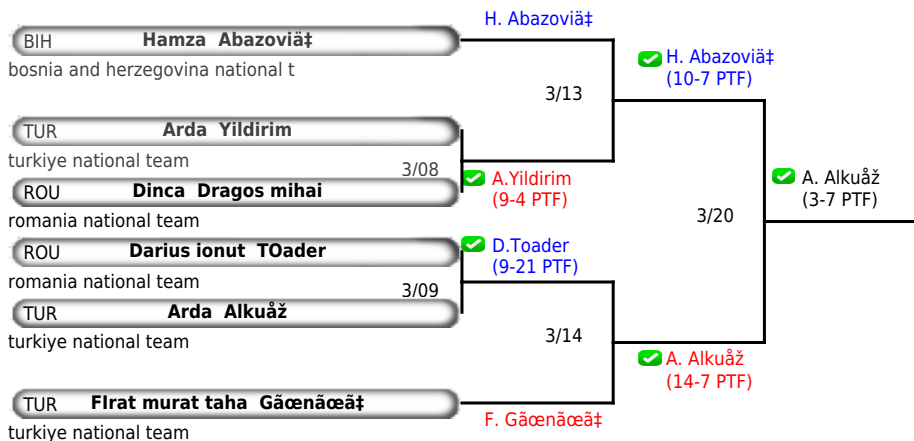 H. Abazoviä‡
BIH Hamza Abazoviä‡
bosnia and herzegovina national t
H. Abazoviä‡
(10-7 PTF)
3/13
TUR Arda Yildirim
turkiye national team
3/08
A.Yildirim
(9-4 PTF)
ROU Dinca Dragos mihai
romania national team
A. Alkuåž
(3-7 PTF)
3/20
ROU Darius ionut TOader
romania national team
D.Toader
(9-21 PTF)
3/09
TUR Arda Alkuåž
turkiye national team
3/14
A. Alkuåž
(14-7 PTF)
TUR FIrat murat taha Gãœnãœã‡
turkiye national team
F. Gãœnãœã‡